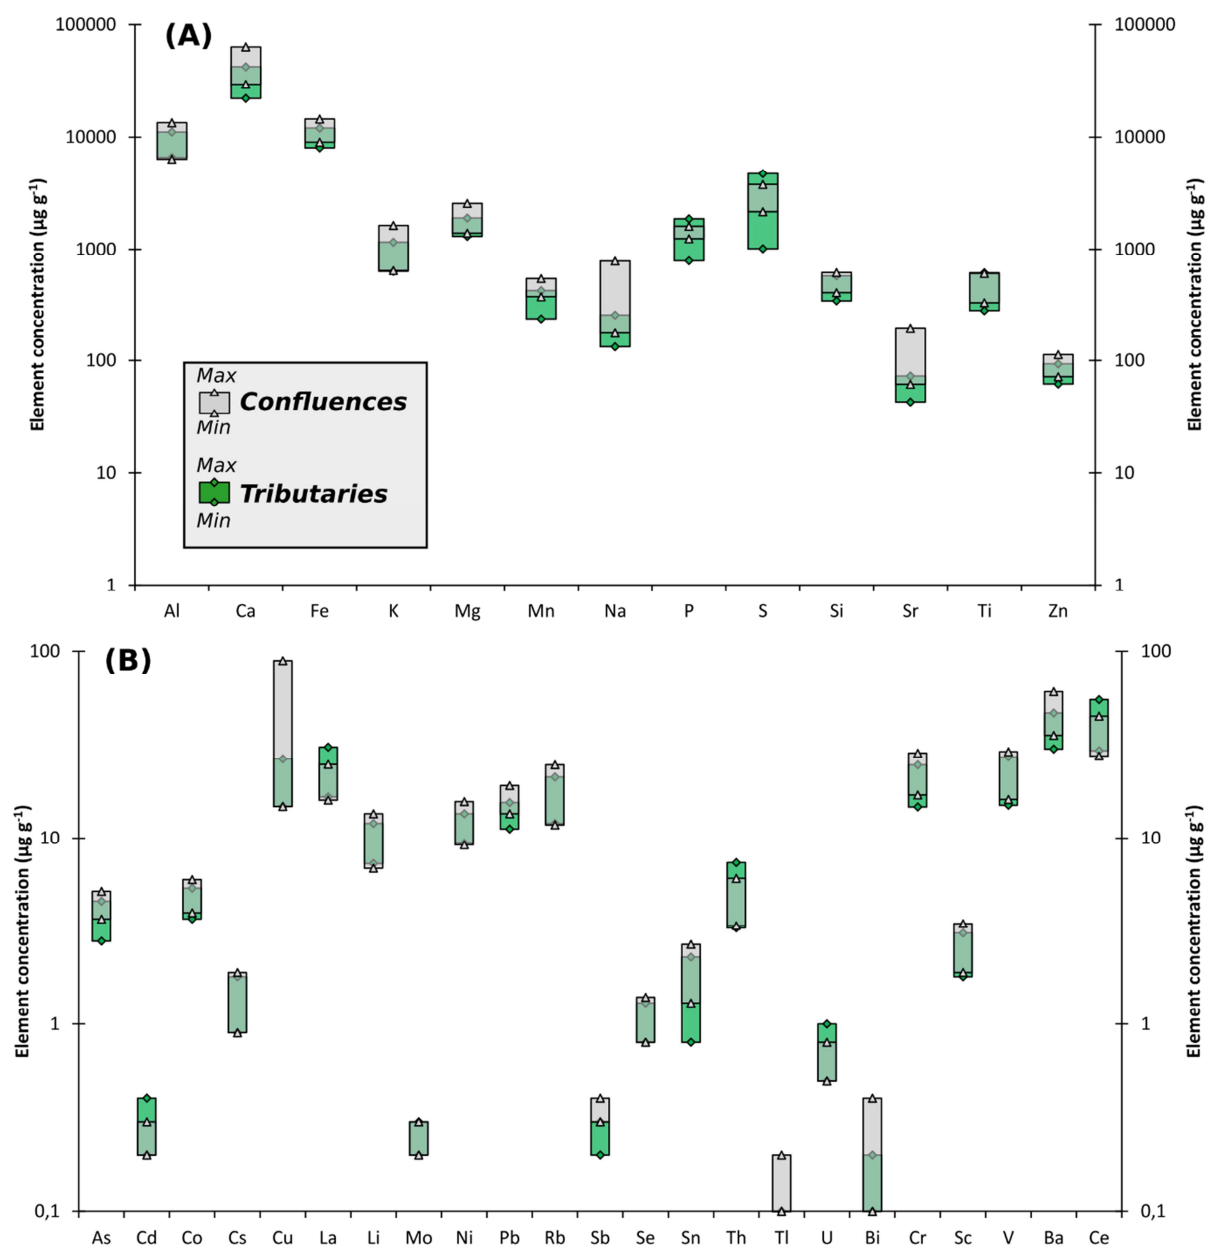 (A)
100000
100000
10000
10000
1000
1000
100
100
10
10
1
1
Element concentration (µg g-1)
Element concentration (µg g-1)
Max
Confluences
Min
Max
Tributaries
Min
Al Ca Fe K Mg Mn Na P S Si Sr Ti Zn
(B)
100
100
10
10
1
1
0,1
0,1
Element concentration (µg g-1)
Element concentration (µg g-1)
As Cd Co Cs Cu La Li Mo Ni Pb Rb Sb Se Sn Th Tl U Bi Cr Sc V Ba Ce